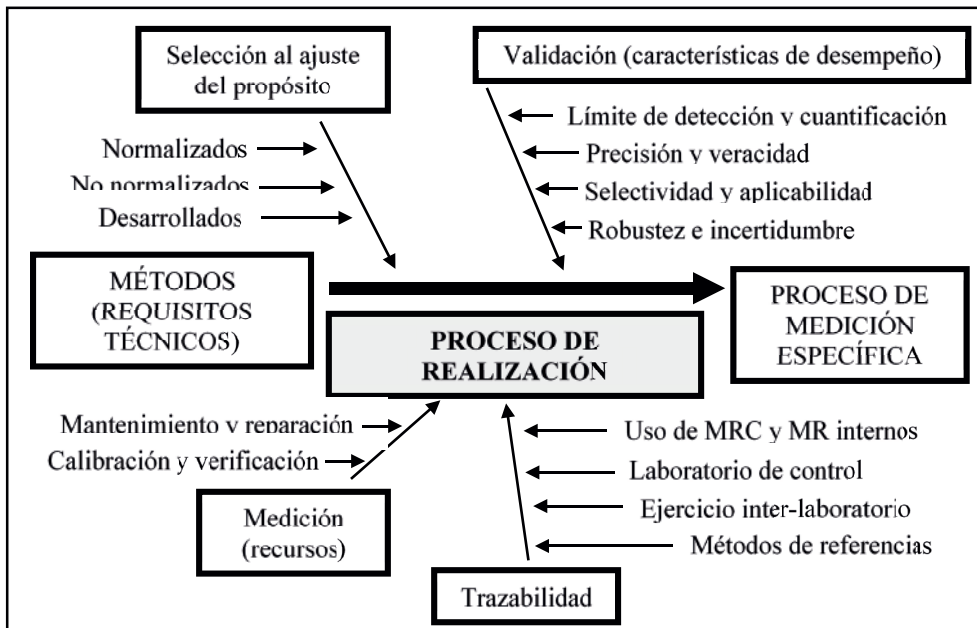 Selección al ajuste
del propósito
Validación (características de desempeño)
Normalizados
No normalizados
Desarrollados
Límite de detección y cuantificación
Precisión y veracidad
Selectividad y aplicabilidad
Robustez e incertidumbre
MÉTODOS
(REQUISITOS
TÉCNICOS)
PROCESO DE
REALIZACIÓN
PROCESO DE
MEDICIÓN
ESPECÍFICA
Mantenimiento y reparación
Calibración y verificación
Medición
(recursos)
Uso de MRC y MR internos
Laboratorio de control
Ejercicio inter-laboratorio
Métodos de referencias
Trazabilidad